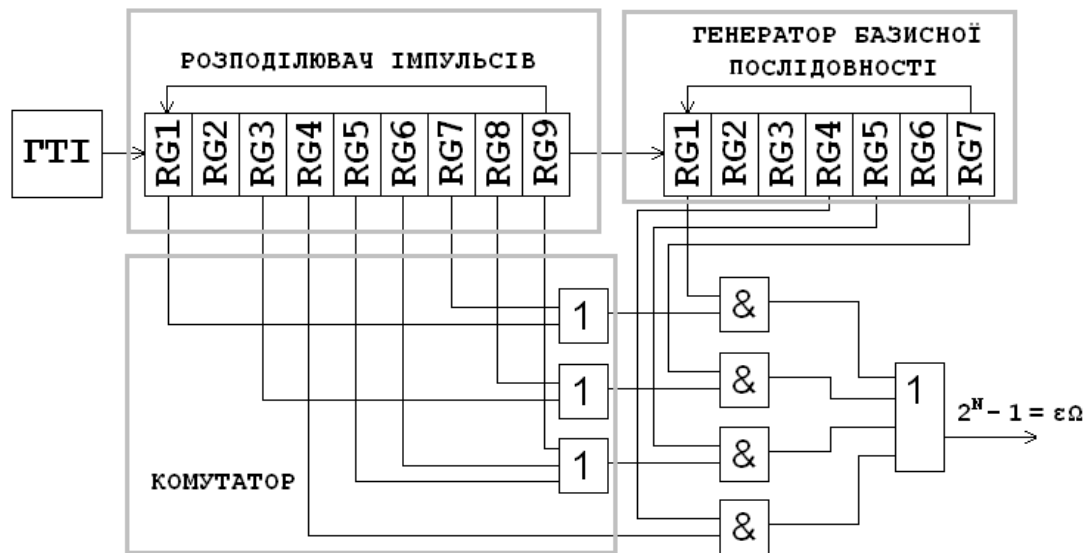 РОЗПОДІЛЮВАЧ ІМПУЛЬСІВ
ГЕНЕРАТОР БАЗИСНОЇ
ПОСЛІДОВНОСТІ
ГТІ
RG1
RG2
RG3
RG4
RG5
RG6
RG7
RG8
RG9
RG1
RG2
RG3
RG4
RG5
RG6
RG7
1
&
1
&
1
&
&
1
2ᴺ – 1 = εΩ
КОМУТАТОР